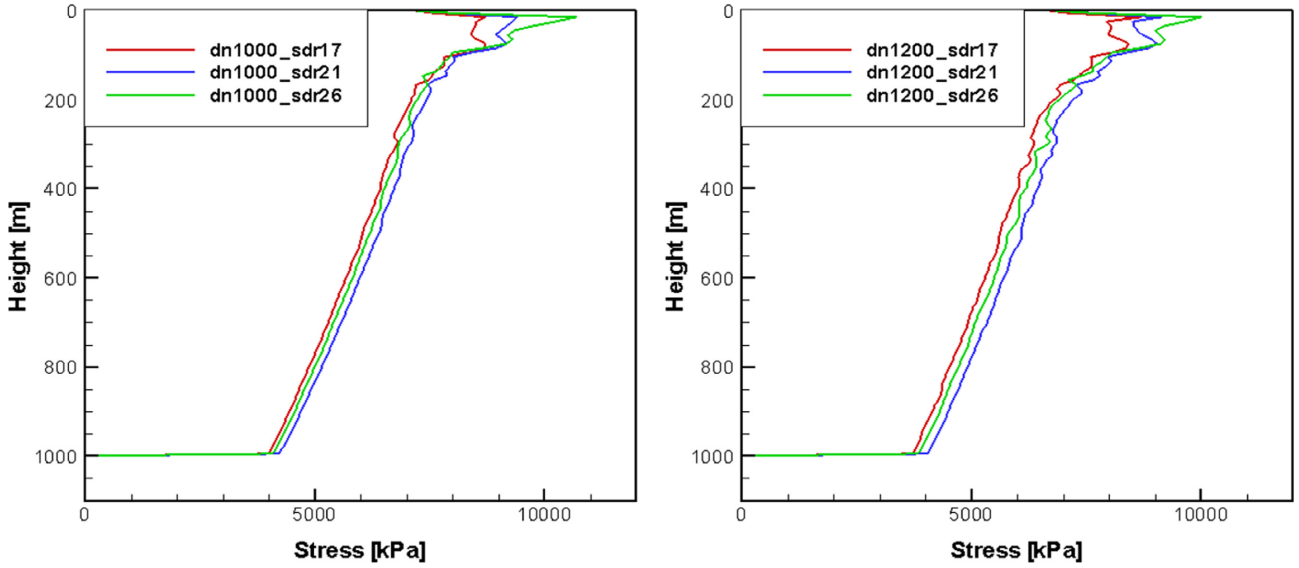 0
200
400
600
800
1000
Height [m]
dn1000_sdr17
dn1000_sdr21
dn1000_sdr26
0
5000
10000
Stress [kPa]
0
200
400
600
800
1000
Height [m]
dn1200_sdr17
dn1200_sdr21
dn1200_sdr26
0
5000
10000
Stress [kPa]